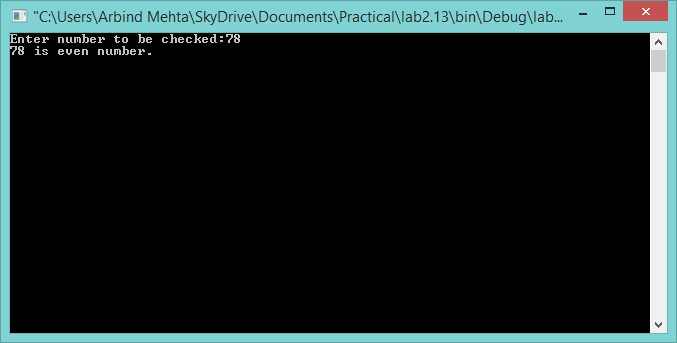 "C:\Users\Arbind Mehta\SkyDrive\Documents\Practical\lab2.13\bin\Debug\lab...
Enter number to be checked:78
78 is even number.